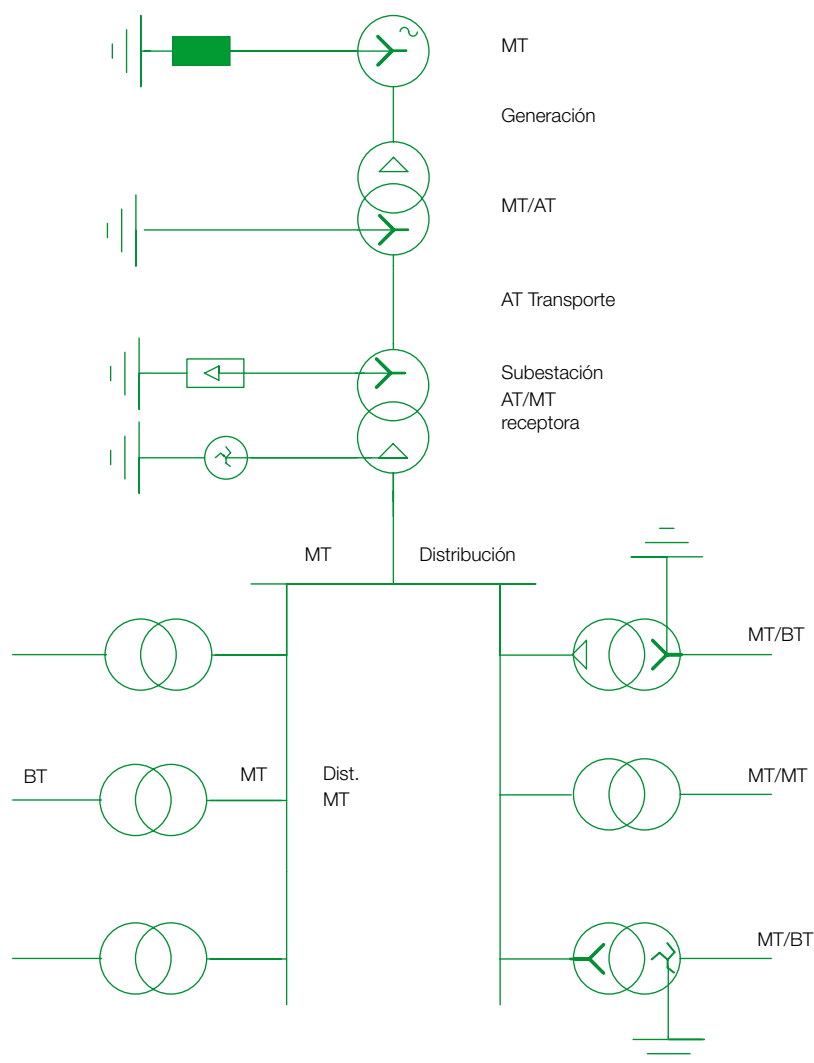 MT
Generación
MT/AT
AT Transporte
Subestación
AT/MT
receptora
MT
Distribución
MT/BT
BT
MT
Dist.
MT
MT/MT
MT/BT